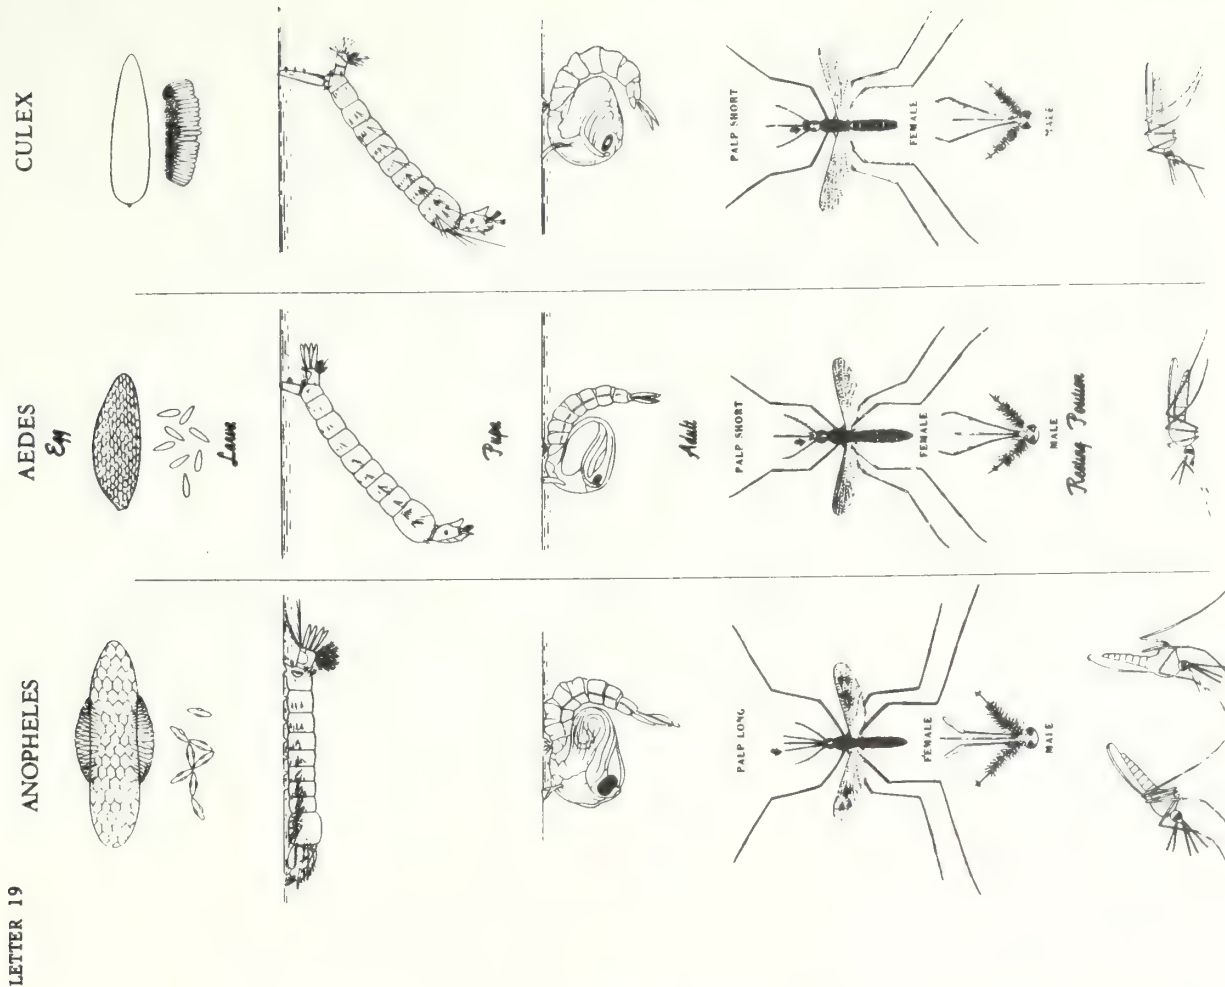 LETTER 19
ANOPHELES
AEDES
CULEX
Egg
Larva
Pupa
Adult
PALP LONG
PALP SHORT
PALP SHORT
FEMALE
FEMALE
FEMALE
MALE
MALE
MALE
Resting Position